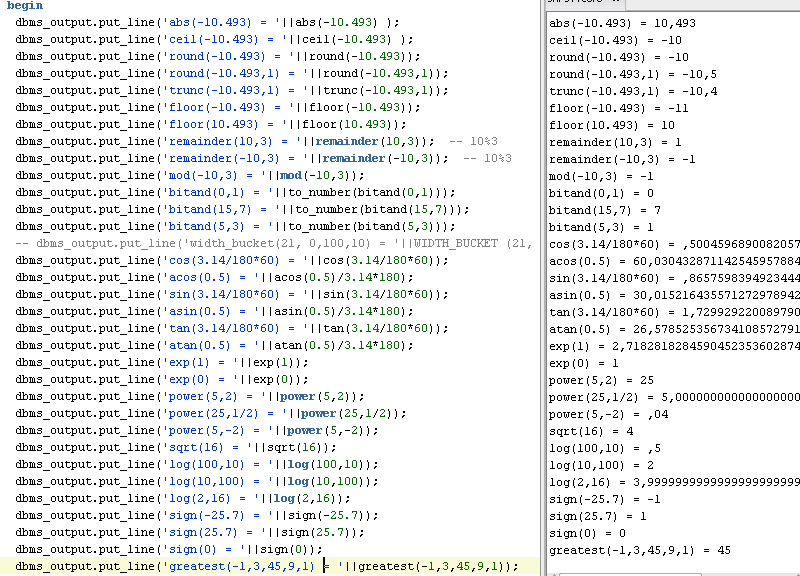 begin
dbms_output.put_line('abs(-10.493) = '||abs(-10.493) );
dbms_output.put_line('ceil(-10.493) = '||ceil(-10.493) );
dbms_output.put_line('round(-10.493) = '||round(-10.493));
dbms_output.put_line('round(-10.493,1) = '||round(-10.493,1));
dbms_output.put_line('trunc(-10.493,1) = '||trunc(-10.493,1));
dbms_output.put_line('floor(-10.493) = '||floor(-10.493));
dbms_output.put_line('floor(10.493) = '||floor(10.493));
dbms_output.put_line('remainder(10,3) = '||remainder(10,3));  -- 10%3
dbms_output.put_line('remainder(-10,3) = '||remainder(-10,3));  -- 10%3
dbms_output.put_line('mod(-10,3) = '||mod(-10,3));
dbms_output.put_line('bitand(0,1) = '||to_number(bitand(0,1)));
dbms_output.put_line('bitand(15,7) = '||to_number(bitand(15,7)));
dbms_output.put_line('bitand(5,3) = '||to_number(bitand(5,3)));
-- dbms_output.put_line('width_bucket(21, 0,100,10) = '||WIDTH_BUCKET (21,
dbms_output.put_line('cos(3.14/180*60) = '||cos(3.14/180*60));
dbms_output.put_line('acos(0.5) = '||acos(0.5)/3.14*180);
dbms_output.put_line('sin(3.14/180*60) = '||sin(3.14/180*60));
dbms_output.put_line('asin(0.5) = '||asin(0.5)/3.14*180);
dbms_output.put_line('tan(3.14/180*60) = '||tan(3.14/180*60));
dbms_output.put_line('atan(0.5) = '||atan(0.5)/3.14*180);
dbms_output.put_line('exp(1) = '||exp(1));
dbms_output.put_line('exp(0) = '||exp(0));
dbms_output.put_line('power(5,2) = '||power(5,2));
dbms_output.put_line('power(25,1/2) = '||power(25,1/2));
dbms_output.put_line('power(5,-2) = '||power(5,-2));
dbms_output.put_line('sqrt(16) = '||sqrt(16));
dbms_output.put_line('log(100,10) = '||log(100,10));
dbms_output.put_line('log(10,100) = '||log(10,100));
dbms_output.put_line('log(2,16) = '||log(2,16));
dbms_output.put_line('sign(-25.7) = '||sign(-25.7));
dbms_output.put_line('sign(25.7) = '||sign(25.7));
dbms_output.put_line('sign(0) = '||sign(0));
dbms_output.put_line('greatest(-1,3,45,9,1) = '||greatest(-1,3,45,9,1));
abs(-10.493) = 10,493
ceil(-10.493) = -10
round(-10.493) = -10
round(-10.493,1) = -10,5
trunc(-10.493,1) = -10,4
floor(-10.493) = -11
floor(10.493) = 10
remainder(10,3) = 1
remainder(-10,3) = -1
mod(-10,3) = -1
bitand(0,1) = 0
bitand(15,7) = 7
bitand(5,3) = 1
cos(3.14/180*60) = ,5004596890082057
acos(0.5) = 60,030432871142545957884
sin(3.14/180*60) = ,8657598394923444
asin(0.5) = 30,015216435571272978942
tan(3.14/180*60) = 1,729929220089790
atan(0.5) = 26,578525356734108572791
exp(1) = 2,7182818284590452353602874
exp(0) = 1
power(5,2) = 25
power(25,1/2) = 5,0000000000000000000
power(5,-2) = ,04
sqrt(16) = 4
log(100,10) = ,5
log(10,100) = 2
log(2,16) = 3,99999999999999999999999
sign(-25.7) = -1
sign(25.7) = 1
sign(0) = 0
greatest(-1,3,45,9,1) = 45